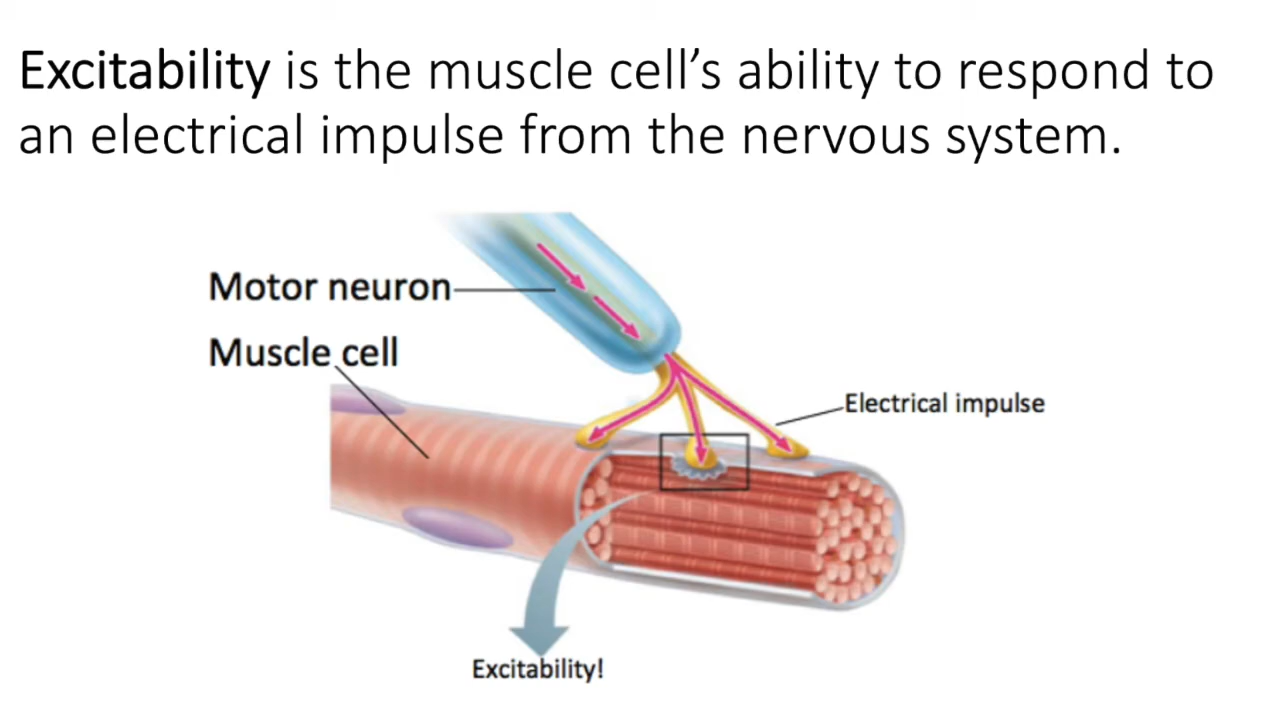 Excitability is the muscle cell’s ability to respond to
an electrical impulse from the nervous system.
Motor neuron
Muscle cell
Electrical impulse
Excitability!